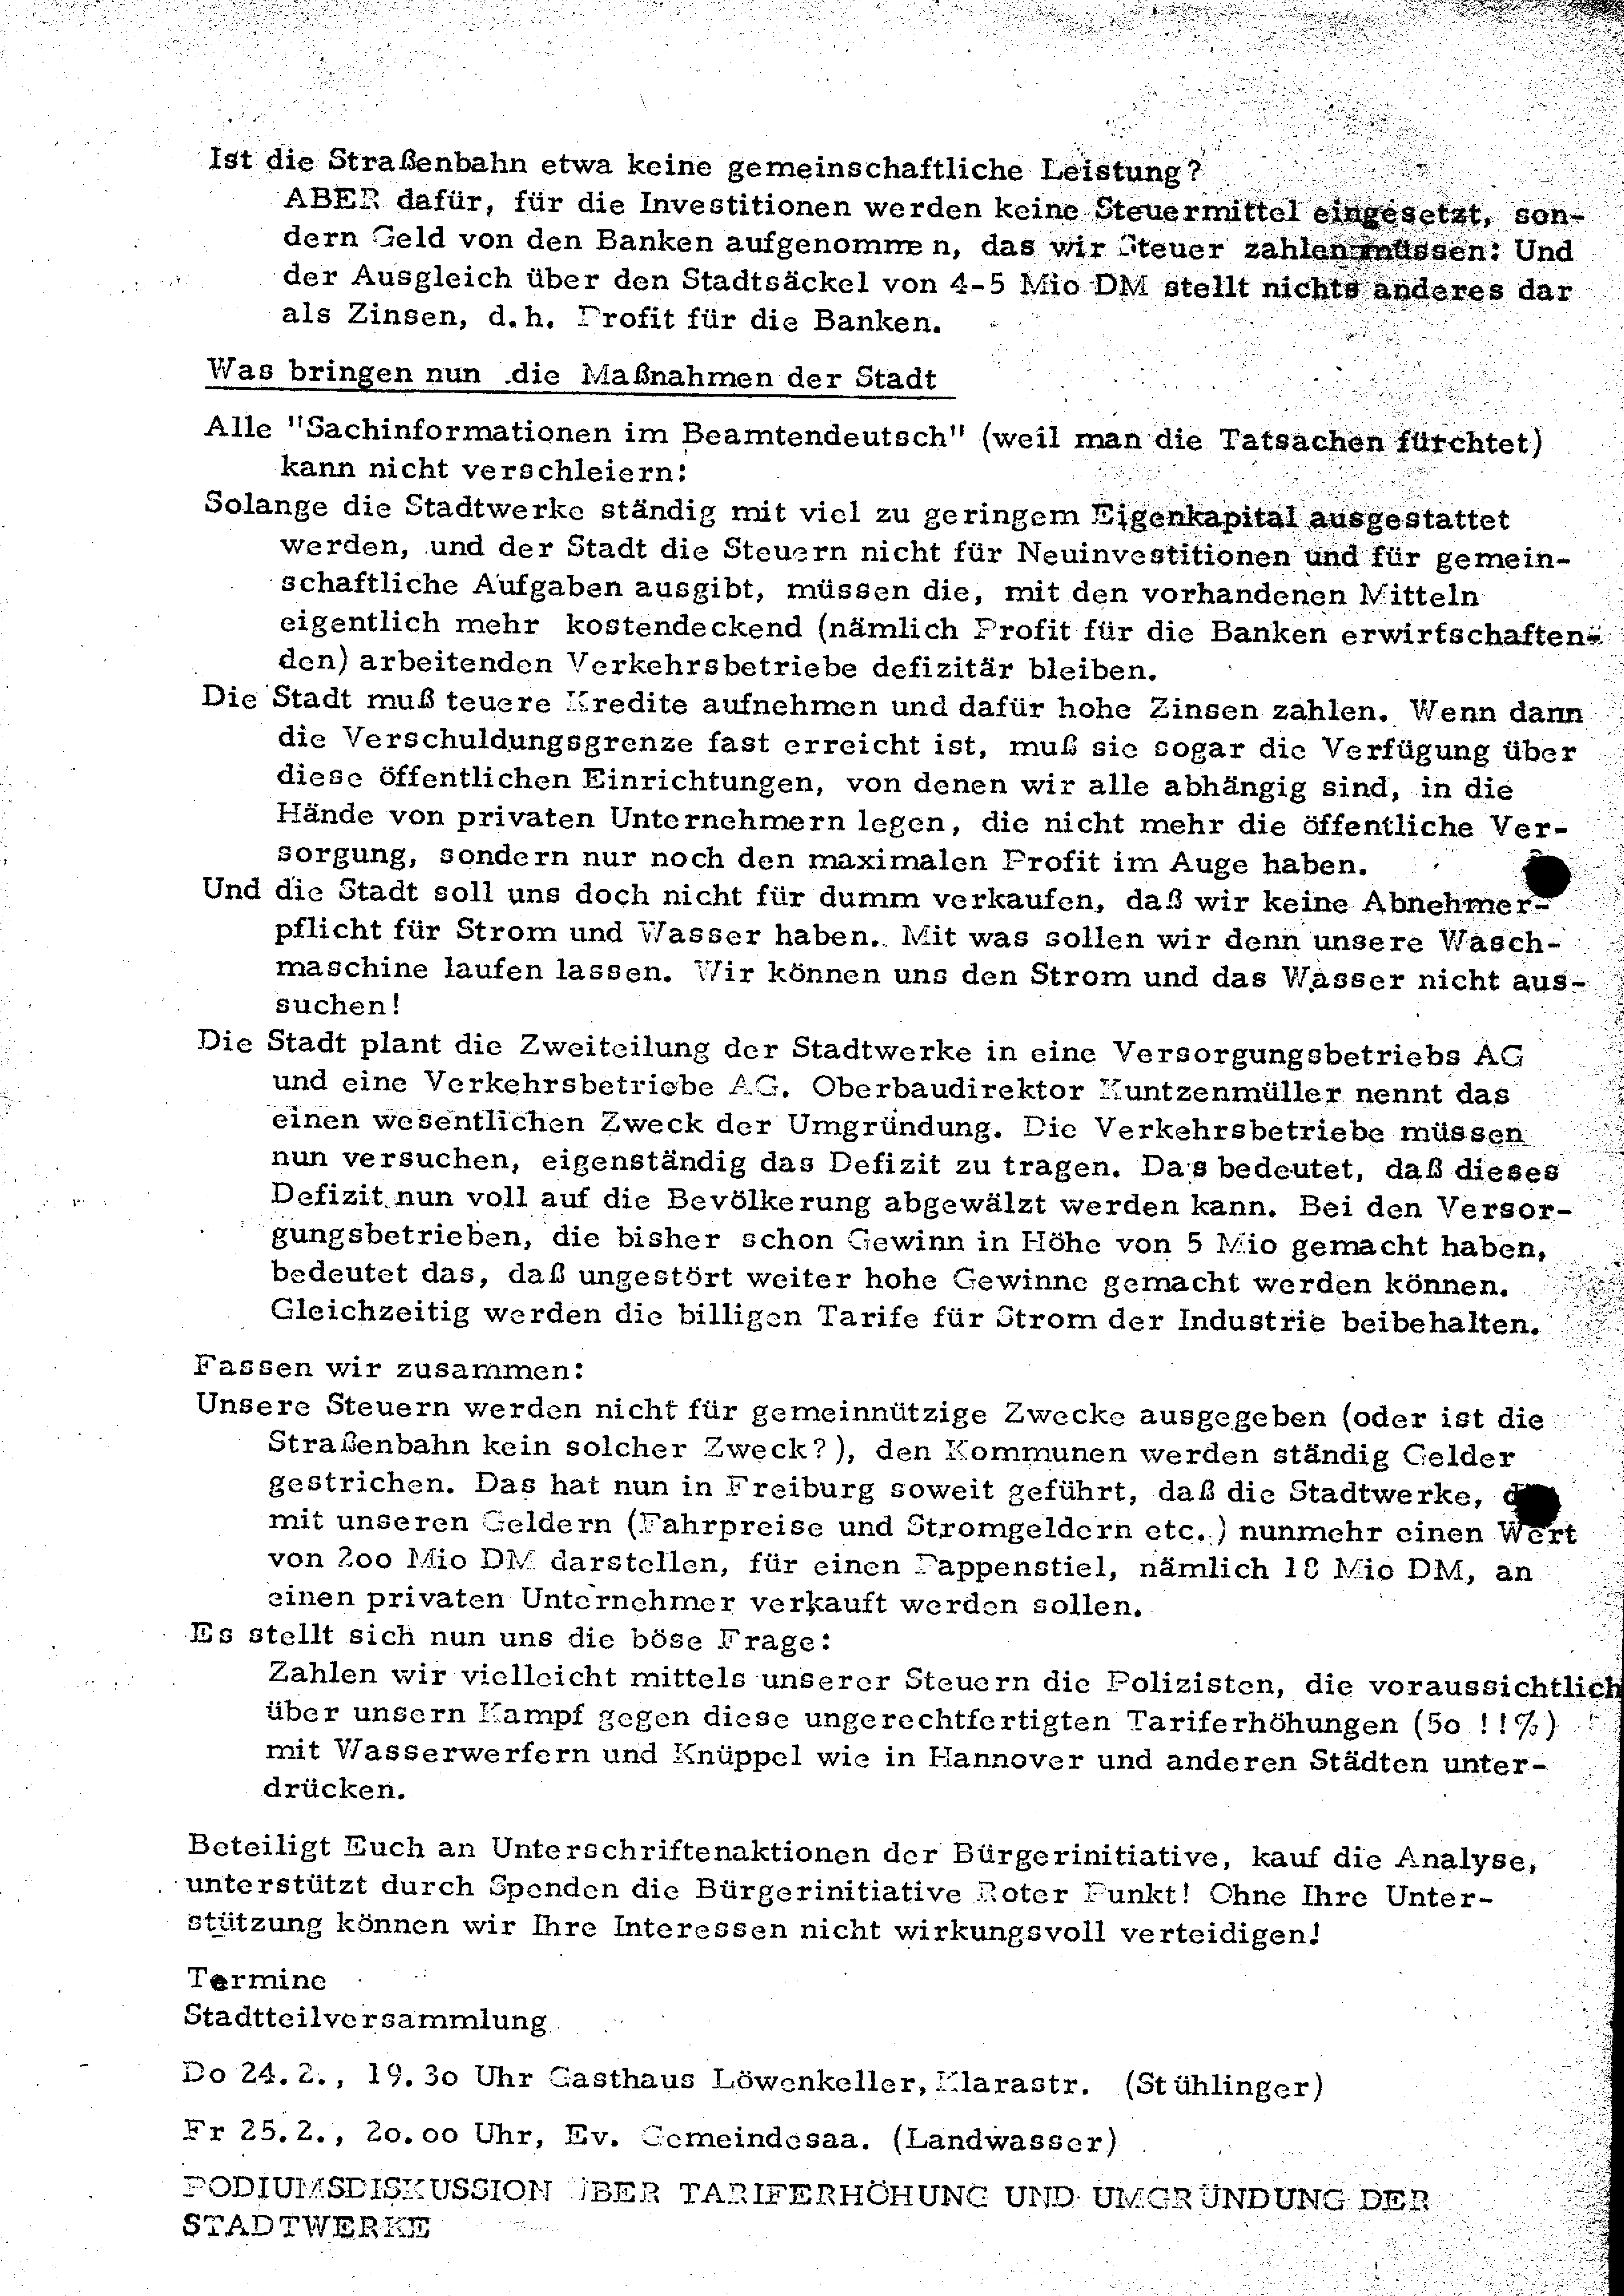 Ist die Straßenbahn etwa keine gemeinschaftliche Leistung?
ABER dafür, für die Investitionen werden keine Steuermittel eingesetzt, son-
dern Geld von den Banken aufgenommen, das wir Steuer zahlen müssen: Und
der Ausgleich über den Stadtsäckel von 4-5 Mio DM stellt nichts anderes dar
als Zinsen, d.h. Profit für die Banken.
Was bringen nun die Maßnahmen der Stadt
Alle "Sachinformationen im Beamtendeutsch" (weil man die Tatsachen fürchtet)
kann nicht verschleiern:
Solange die Stadtwerke ständig mit viel zu geringem Eigenkapital ausgestattet
werden, und der Stadt die Steuern nicht für Neuinvestitionen und für gemein-
schaftliche Aufgaben ausgibt, müssen die, mit den vorhandenen Mitteln
eigentlich mehr kostendeckend (nämlich Profit für die Banken erwirtschaften-
den) arbeitenden Verkehrsbetriebe defizitär bleiben.
Die Stadt muß teuere Kredite aufnehmen und dafür hohe Zinsen zahlen. Wenn dann
die Verschuldungsgrenze fast erreicht ist, muß sie sogar die Verfügung über
diese öffentlichen Einrichtungen, von denen wir alle abhängig sind, in die
Hände von privaten Unternehmern legen, die nicht mehr die öffentliche Ver-
sorgung, sondern nur noch den maximalen Profit im Auge haben.
Und die Stadt soll uns doch nicht für dumm verkaufen, daß wir keine Abnehmer-
pflicht für Strom und Wasser haben. Mit was sollen wir denn unsere Wasch-
maschine laufen lassen. Wir können uns den Strom und das Wasser nicht aus-
suchen!
Die Stadt plant die Zweiteilung der Stadtwerke in eine Versorgungsbetriebs AG
und eine Verkehrsbetriebe AG. Oberbaudirektor Kuntzenmüller nennt das
einen wesentlichen Zweck der Umgründung. Die Verkehrsbetriebe müssen
nun versuchen, eigenständig das Defizit zu tragen. Das bedeutet, daß dieses
Defizit nun voll auf die Bevölkerung abgewälzt werden kann. Bei den Versor-
gungsbetrieben, die bisher schon Gewinn in Höhe von 5 Mio gemacht haben,
bedeutet das, daß ungestört weiter hohe Gewinne gemacht werden können.
Gleichzeitig werden die billigen Tarife für Strom der Industrie beibehalten.
Fassen wir zusammen:
Unsere Steuern werden nicht für gemeinnützige Zwecke ausgegeben (oder ist die
Straßenbahn kein solcher Zweck?), den Kommunen werden ständig Gelder
gestrichen. Das hat nun in Freiburg soweit geführt, daß die Stadtwerke,
mit unseren Geldern (Fahrpreise und Stromgeldern etc.) nunmehr einen Wert
von 2oo Mio DM darstellen, für einen Pappenstiel, nämlich 18 Mio DM, an
einen privaten Unternehmer verkauft werden sollen.
Es stellt sich nun uns die böse Frage:
Zahlen wir vielleicht mittels unserer Steuern die Polizisten, die voraussichtlich
über unsern Kampf gegen diese ungerechtfertigten Tariferhöhungen (5o !!%)
mit Wasserwerfern und Knüppel wie in Hannover und anderen Städten unter-
drücken.
Beteiligt Euch an Unterschriftenaktionen der Bürgerinitiative, kauf die Analyse,
unterstützt durch Spenden die Bürgerinitiative Roter Punkt! Ohne Ihre Unter-
stützung können wir Ihre Interessen nicht wirkungsvoll verteidigen!
Termine
Stadtteilversammlung
Do 24.2., 19.3o Uhr Gasthaus Löwenkeller, Klarastr. (Stühlinger)
Fr 25.2., 2o.oo Uhr, Ev. Gemeindesaa. (Landwasser)
PODIUMSDISKUSSION ÜBER TARIFERHÖHUNG UND UMGRÜNDUNG DER
STADTWERKE